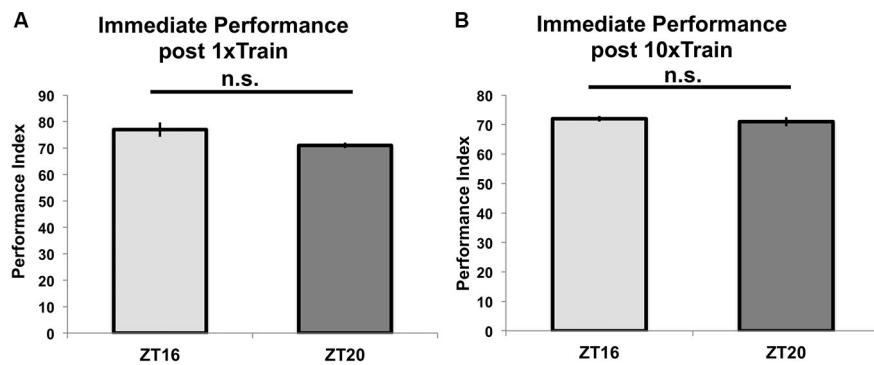 A
Immediate Performance
post 1xTrain
n.s.
Performance Index
90
80
70
60
50
40
30
20
10
0
ZT16
ZT20
B
Immediate Performance
post 10xTrain
n.s.
Performance Index
80
70
60
50
40
30
20
10
0
ZT16
ZT20